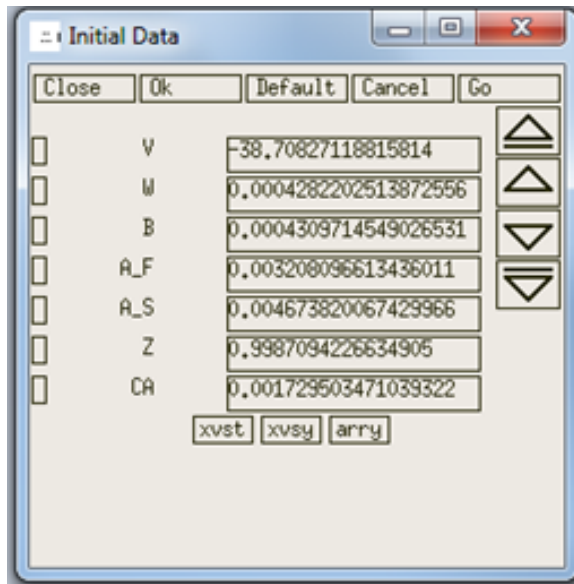 Initial Data
Close Ok Default Cancel Go
V -38.70827118815814
W 0.0004282202513872556
B 0.0004309714549026531
A_F 0.003208096613436011
A_S 0.004673820067429966
Z 0.9987094226634905
CA 0.001729503471039322
xvst xvsy arry